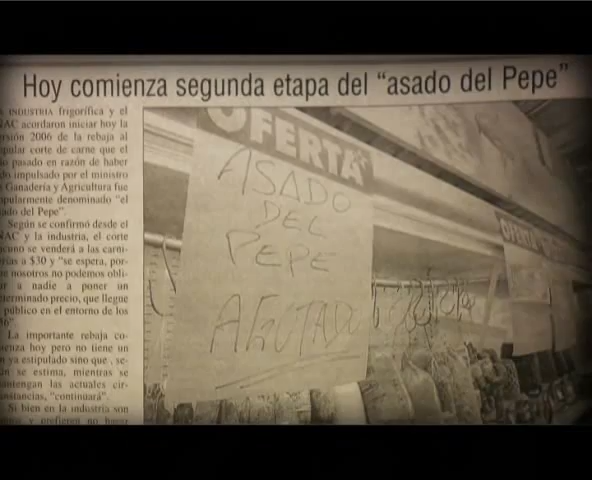 Hoy comienza segunda etapa del "asado del Pepe"
INDUSTRIA frigorífica y el
AC acordaron iniciar hoy la
sión 2006 de la rebaja al
pular corte de carne que el
o pasado en razón de haber
do impulsado por el ministro
Ganadería y Agricultura fue
pularmente denominado "el
ado del Pepe".
Según se confirmó desde el
AC y la industria, el corte
cuno se venderá a las carni-
rías a $30 y "se espera, por-
e nosotros no podemos obli-
r a nadie a poner un
terminado precio, que llegue
público en el entorno de los
6".
La importante rebaja co-
ienza hoy pero no tiene un
n ya estipulado sino que, se-
ún se estima, mientras se
antengan las actuales cir-
nstancias, "continuará".
Si bien en la industria son
y prefieren no hacer
OFERTA
ASADO
DEL
PEPE
AGOTADO
OFERTA